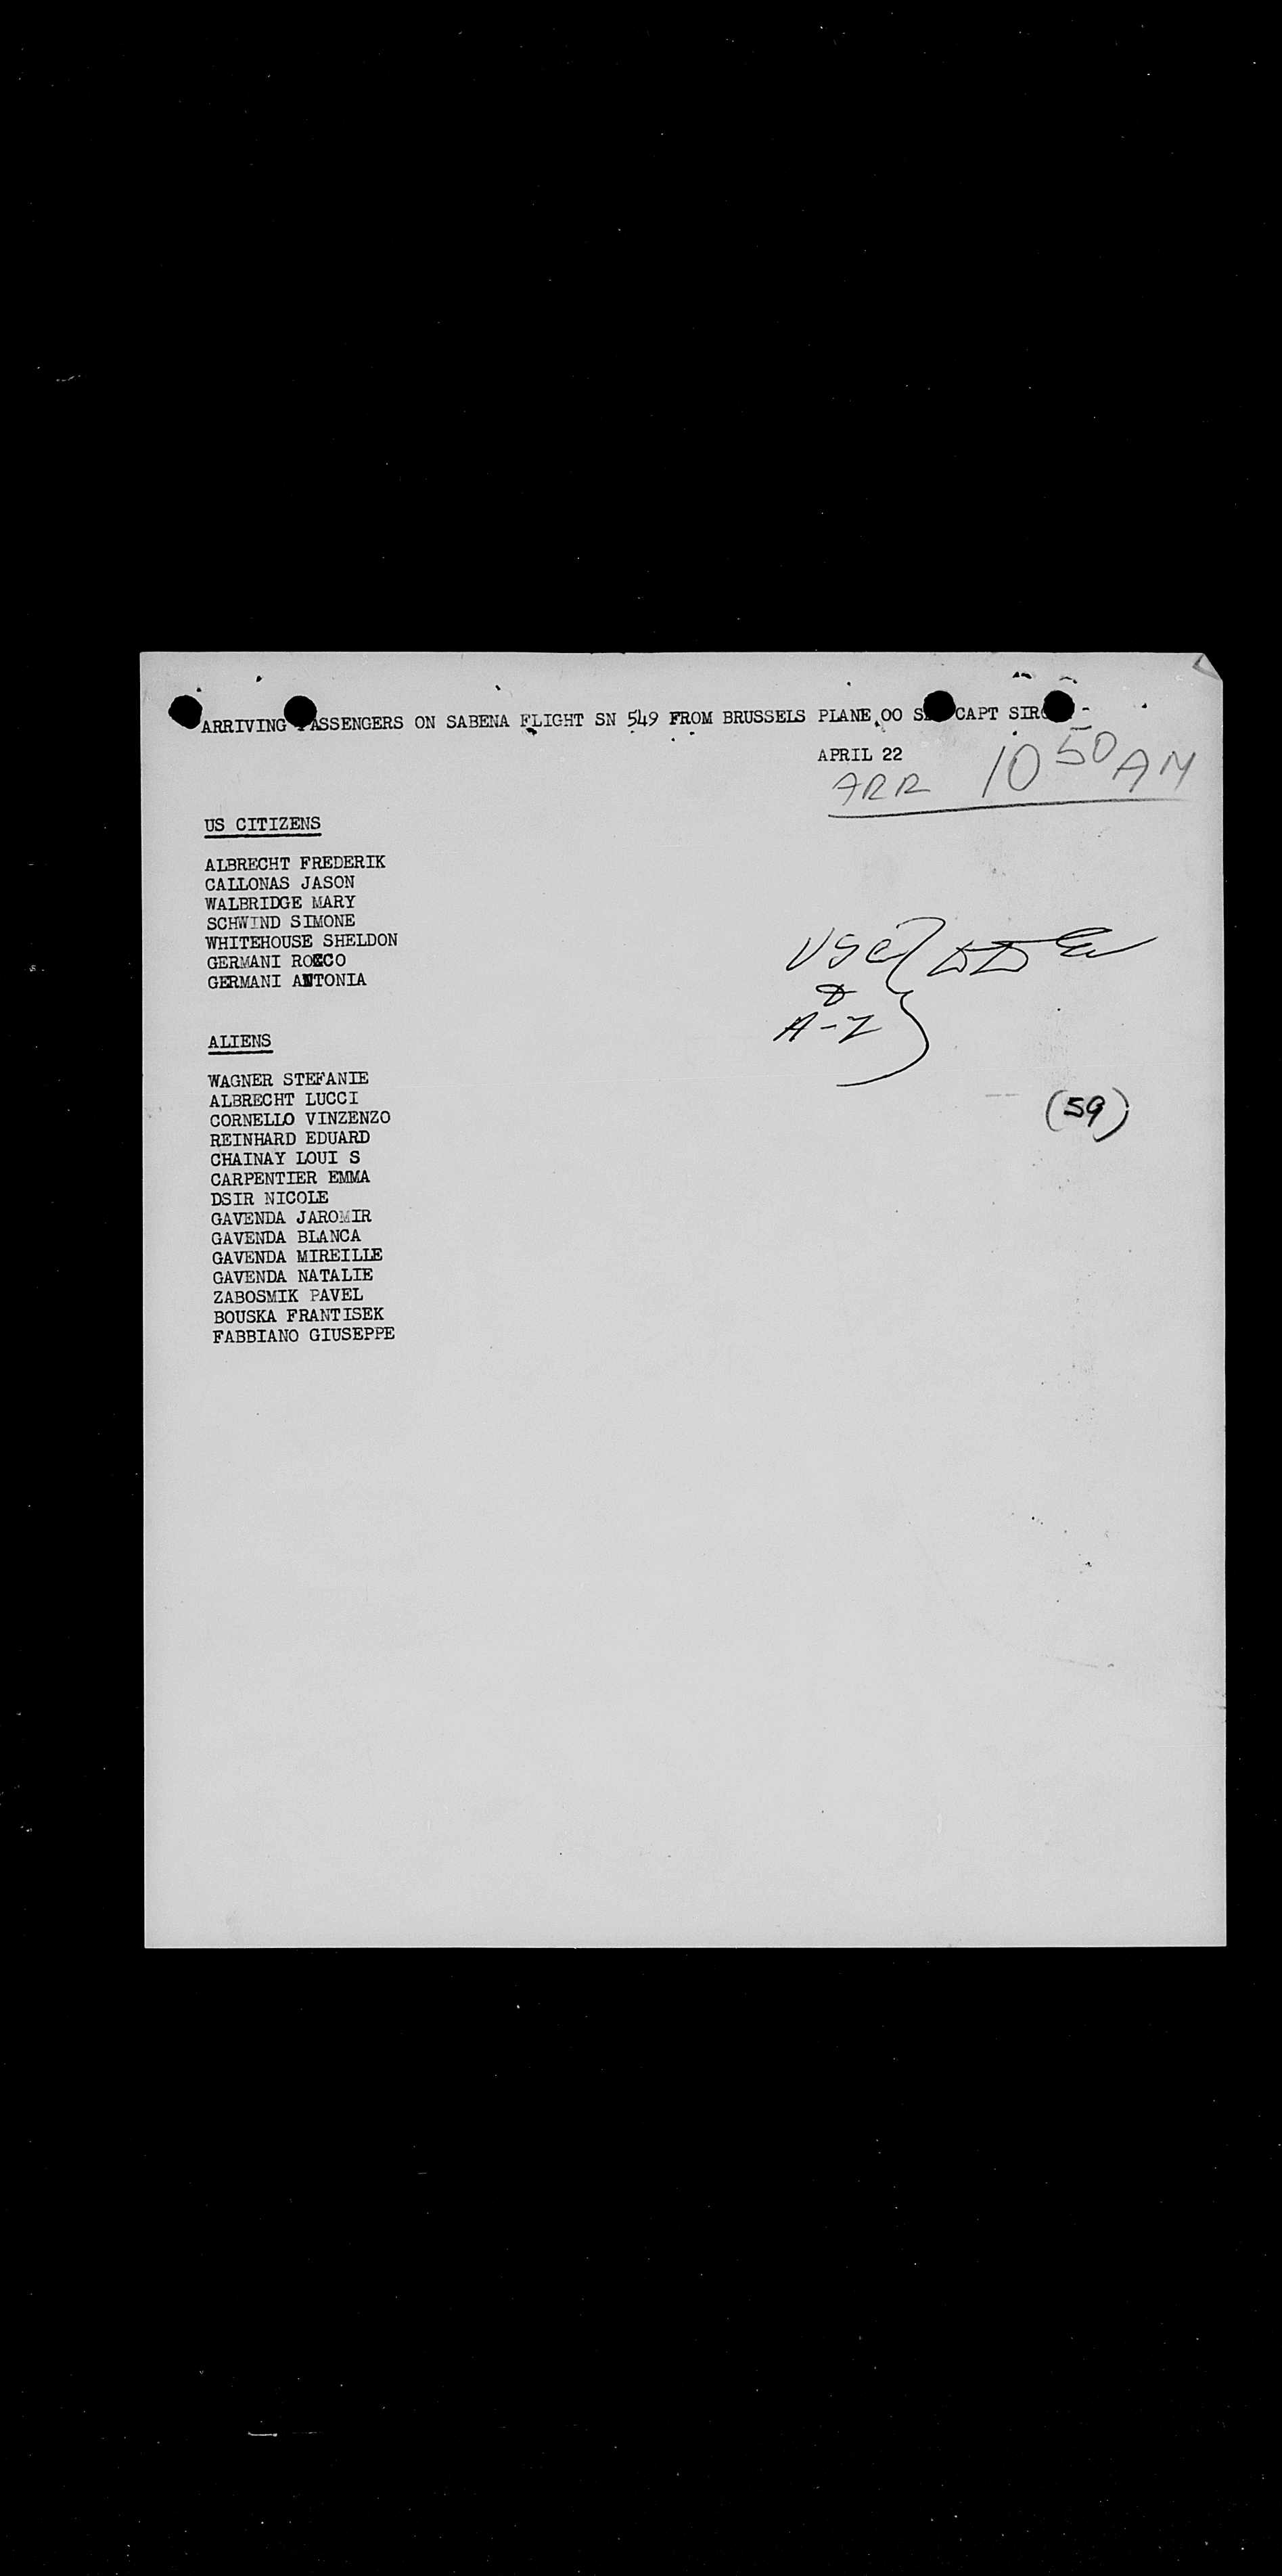 ARRIVING PASSENGERS ON SABENA FLIGHT SN 549 FROM BRUSSELS PLANE OO CAPT
APRIL 22
ARR 10 50 AM
US CITIZENS
ALBRECHT FREDERIK
CALLONAS JASON
WALBRIDGE MARY
SCHWIND SIMONE
WHITEHOUSE SHELDON
GERMANI ROCCO
GERMANI ANTONIA
USC
&
A-Z
ALIENS
WAGNER STEFANIE
ALBRECHT LUCCI
(59)
CORNELLO VINZENZO
REINHARD EDUARD
CHAINAY LOUI S
CARPENTIER EMMA
DSIR NICOLE
GAVENDA JAROMIR
GAVENDA BLANCA
GAVENDA MIREILLE
GAVENDA NATALIE
ZABOSMIK PAVEL
BOUSKA FRANTISEK
FABBIANO GIUSEPPE